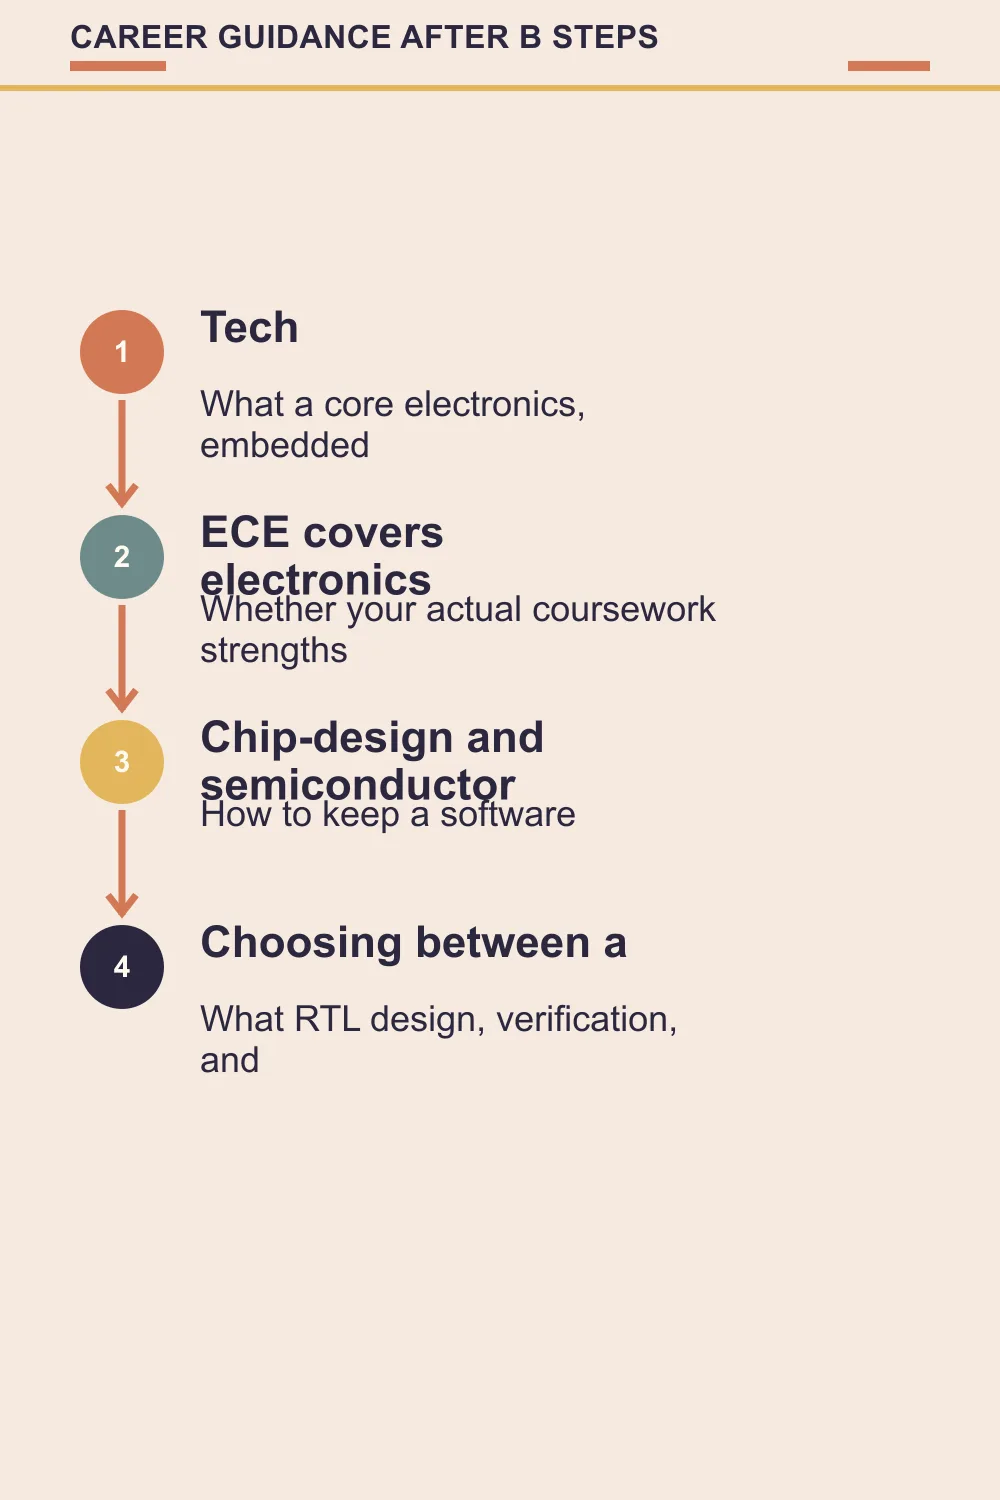 CAREER GUIDANCE AFTER B STEPS
1
Tech
What a core electronics,
embedded
2
ECE covers
electronics
Whether your actual coursework
strengths
3
Chip-design and
semiconductor
How to keep a software
4
Choosing between a
What RTL design, verification,
and